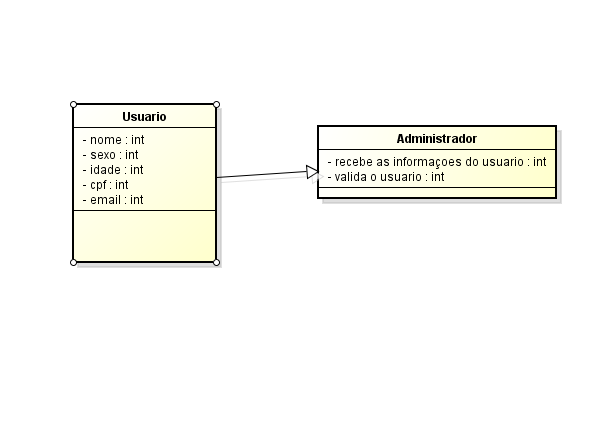 Usuario
- nome : int
- sexo : int
- idade : int
- cpf : int
- email : int
Administrador
- recebe as informaçoes do usuario : int
- valida o usuario : int